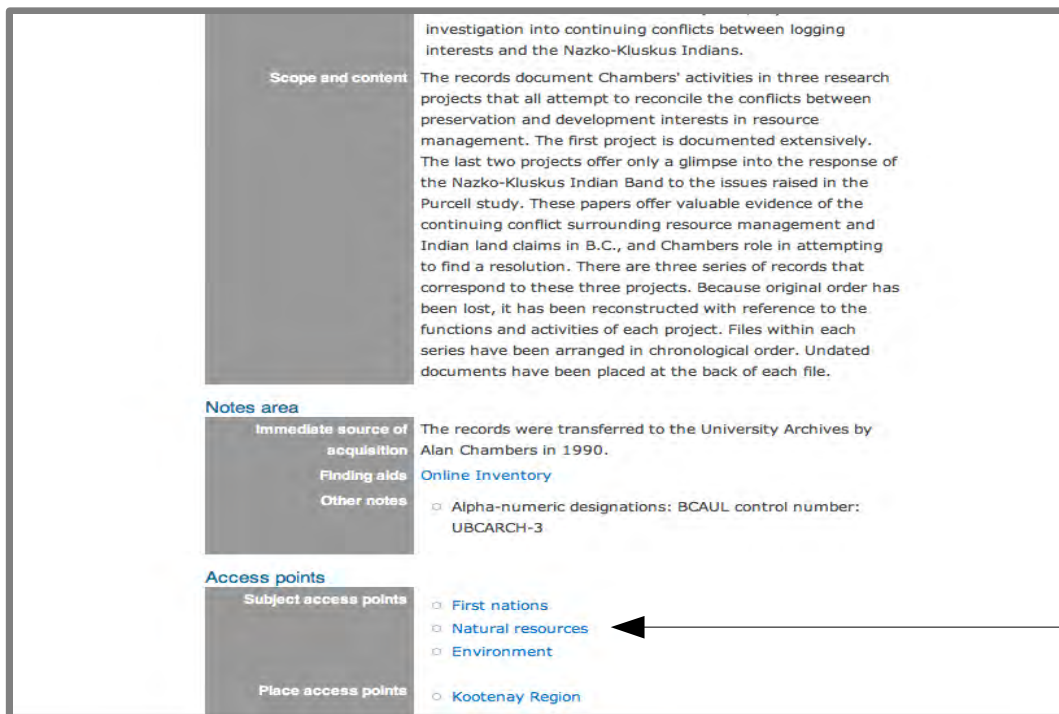 investigation into continuing conflicts between logging
interests and the Nazko-Kluskus Indians.
Scope and content The records document Chambers' activities in three research
projects that all attempt to reconcile the conflicts between
preservation and development interests in resource
management. The first project is documented extensively.
The last two projects offer only a glimpse into the response of
the Nazko-Kluskus Indian Band to the issues raised in the
Purcell study. These papers offer valuable evidence of the
continuing conflict surrounding resource management and
Indian land claims in B.C., and Chambers role in attempting
to find a resolution. There are three series of records that
correspond to these three projects. Because original order has
been lost, it has been reconstructed with reference to the
functions and activities of each project. Files within each
series have been arranged in chronological order. Undated
documents have been placed at the back of each file.
Notes area
Immediate source of The records were transferred to the University Archives by
acquisition Alan Chambers in 1990.
Finding aids Online Inventory
Other notes Alpha-numeric designations: BCAUL control number:
UBCARCH-3
Access points
Subject access points First nations
Natural resources
Environment
Place access points Kootenay Region